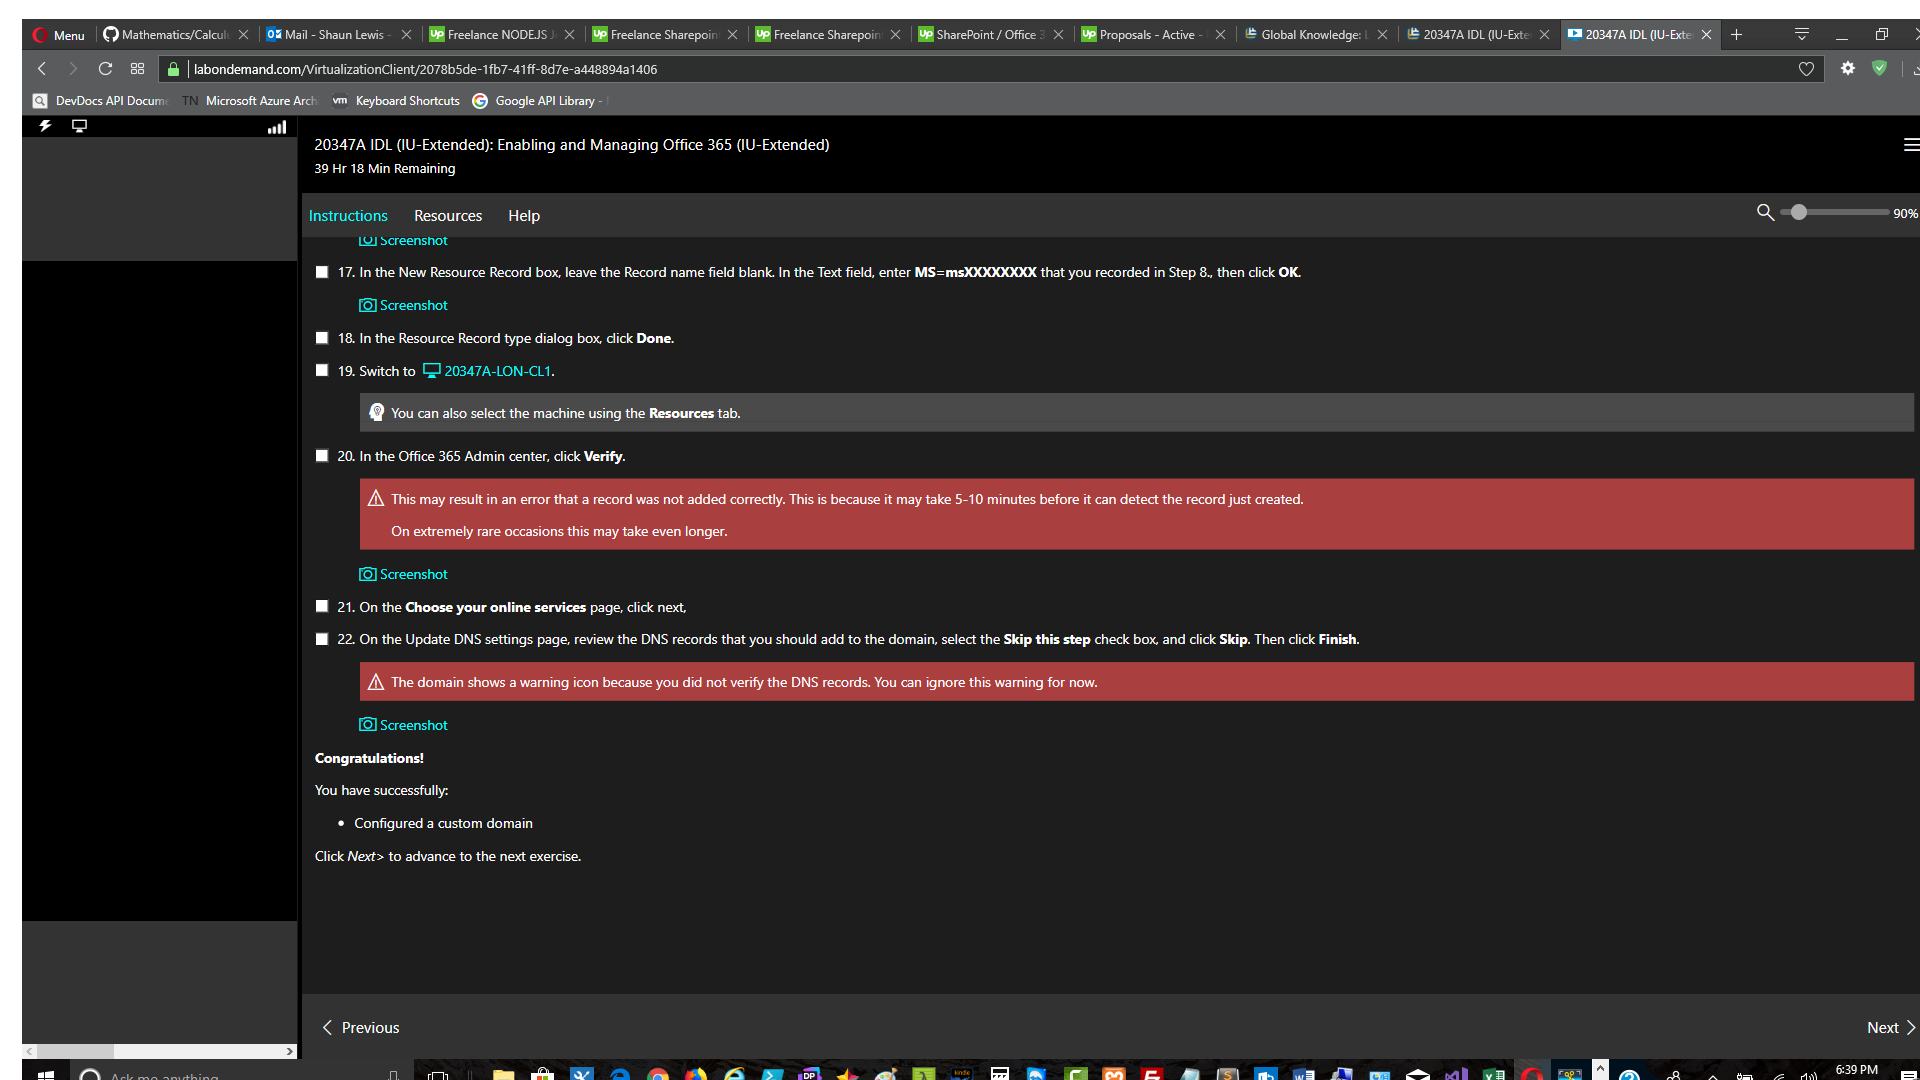 Menu
Mathematics/Calcul
Mail - Shaun Lewis -
Freelance NODEJS J
Freelance Sharepoin
Freelance Sharepoin
SharePoint / Office 3
Proposals - Active -
Global Knowledge: L
20347A IDL (IU-Exte
20347A IDL (IU-Exte
labondemand.com/VirtualizationClient/2078b5de-1fb7-41ff-8d7e-a448894a1406
DevDocs API Docume
TN Microsoft Azure Arch
vm Keyboard Shortcuts
Google API Library -
20347A IDL (IU-Extended): Enabling and Managing Office 365 (IU-Extended)
39 Hr 18 Min Remaining
Instructions Resources Help
90%
Screenshot
17. In the New Resource Record box, leave the Record name field blank. In the Text field, enter MS=msXXXXXXXX that you recorded in Step 8., then click OK.
Screenshot
18. In the Resource Record type dialog box, click Done.
19. Switch to 20347A-LON-CL1.
You can also select the machine using the Resources tab.
20. In the Office 365 Admin center, click Verify.
This may result in an error that a record was not added correctly. This is because it may take 5-10 minutes before it can detect the record just created.
On extremely rare occasions this may take even longer.
Screenshot
21. On the Choose your online services page, click next,
22. On the Update DNS settings page, review the DNS records that you should add to the domain, select the Skip this step check box, and click Skip. Then click Finish.
The domain shows a warning icon because you did not verify the DNS records. You can ignore this warning for now.
Screenshot
Congratulations!
You have successfully:
• Configured a custom domain
Click Next> to advance to the next exercise.
Previous
Next
Ask me anything
6:39 PM